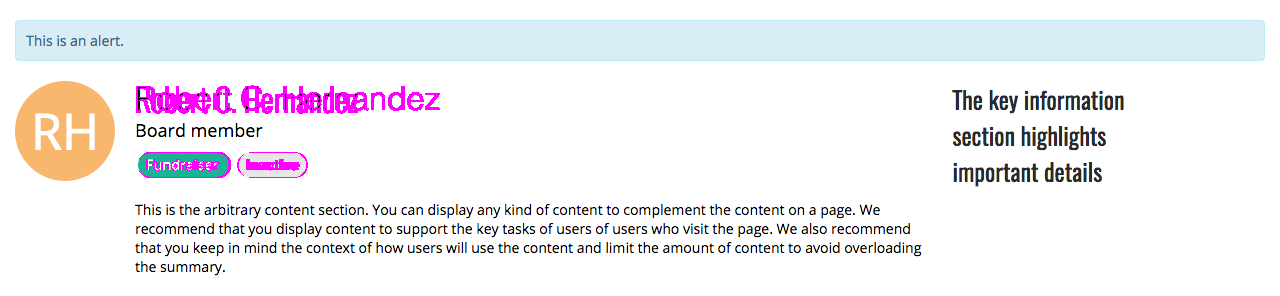 This is an alert.
RH
Robert C. Hernandez
Board member
Fundraiser
Inactive
The key information
section highlights
important details
This is the arbitrary content section. You can display any kind of content to complement the content on a page. We
recommend that you display content to support the key tasks of users of users who visit the page. We also recommend
that you keep in mind the context of how users will use the content and limit the amount of content to avoid overloading
the summary.